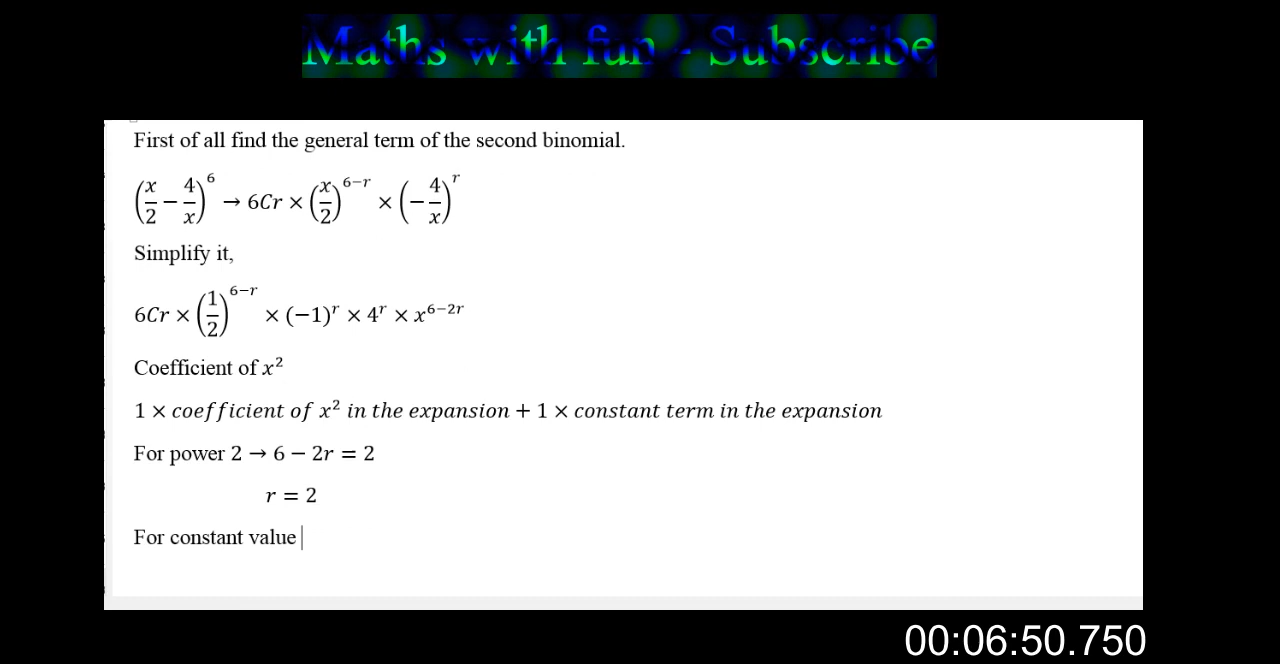 Maths with fun - Subscribe
First of all find the general term of the second binomial.
(x/2 − 4/x)^6 → 6Cr × (x/2)^(6−r) × (−4/x)^r
Simplify it,
6Cr × (1/2)^(6−r) × (−1)^r × 4^r × x^(6−2r)
Coefficient of x²
1 × coefficient of x² in the expansion + 1 × constant term in the expansion
For power 2 → 6 − 2r = 2
r = 2
For constant value
00:06:50.750